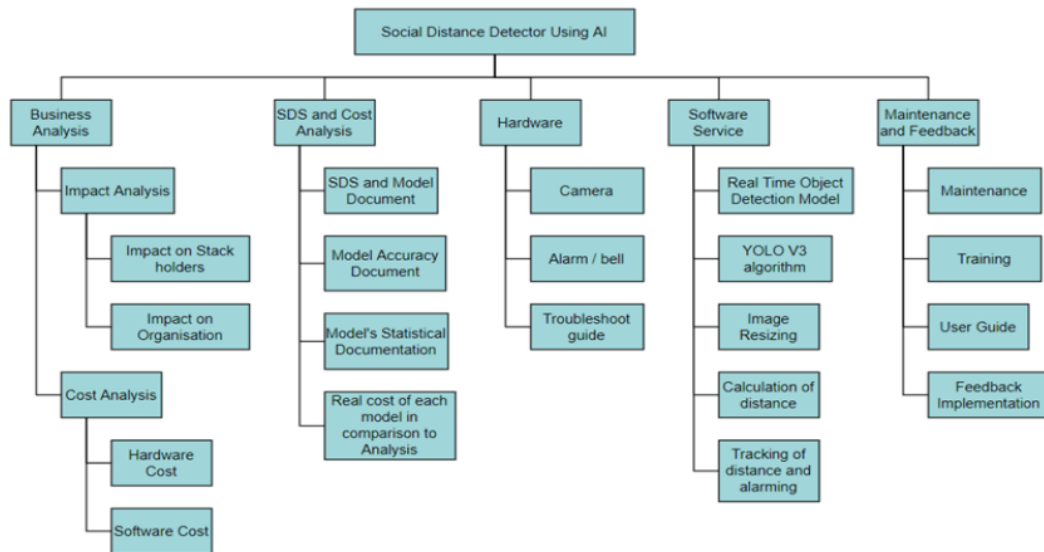 Social Distance Detector Using AI
Business
Analysis
SDS and Cost
Analysis
Hardware
Software
Service
Maintenance
and Feedback
Impact Analysis
Impact on Stack
holders
Impact on
Organisation
Cost Analysis
Hardware
Cost
Software Cost
SDS and Model
Document
Model Accuracy
Document
Model's Statistical
Documentation
Real cost of each
model in
comparison to
Analysis
Camera
Alarm / bell
Troubleshoot
guide
Real Time Object
Detection Model
YOLO V3
algorithm
Image
Resizing
Calculation of
distance
Tracking of
distance and
alarming
Maintenance
Training
User Guide
Feedback
Implementation